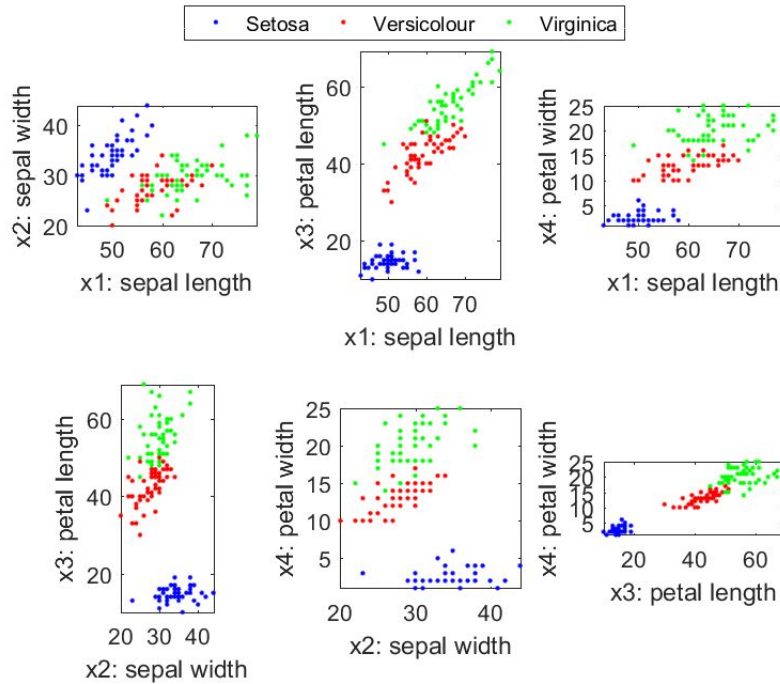 Setosa Versicolour Virginica
x2: sepal width
40
30
20
50 60 70
x1: sepal length
x3: petal length
60
40
20
50 60 70
x1: sepal length
x4: petal width
25
20
15
10
5
50 60 70
x1: sepal length
x3: petal length
60
40
20
20 30 40
x2: sepal width
x4: petal width
25
20
15
10
5
20 30 40
x2: sepal width
x4: petal width
25
20
15
10
5
20 40 60
x3: petal length